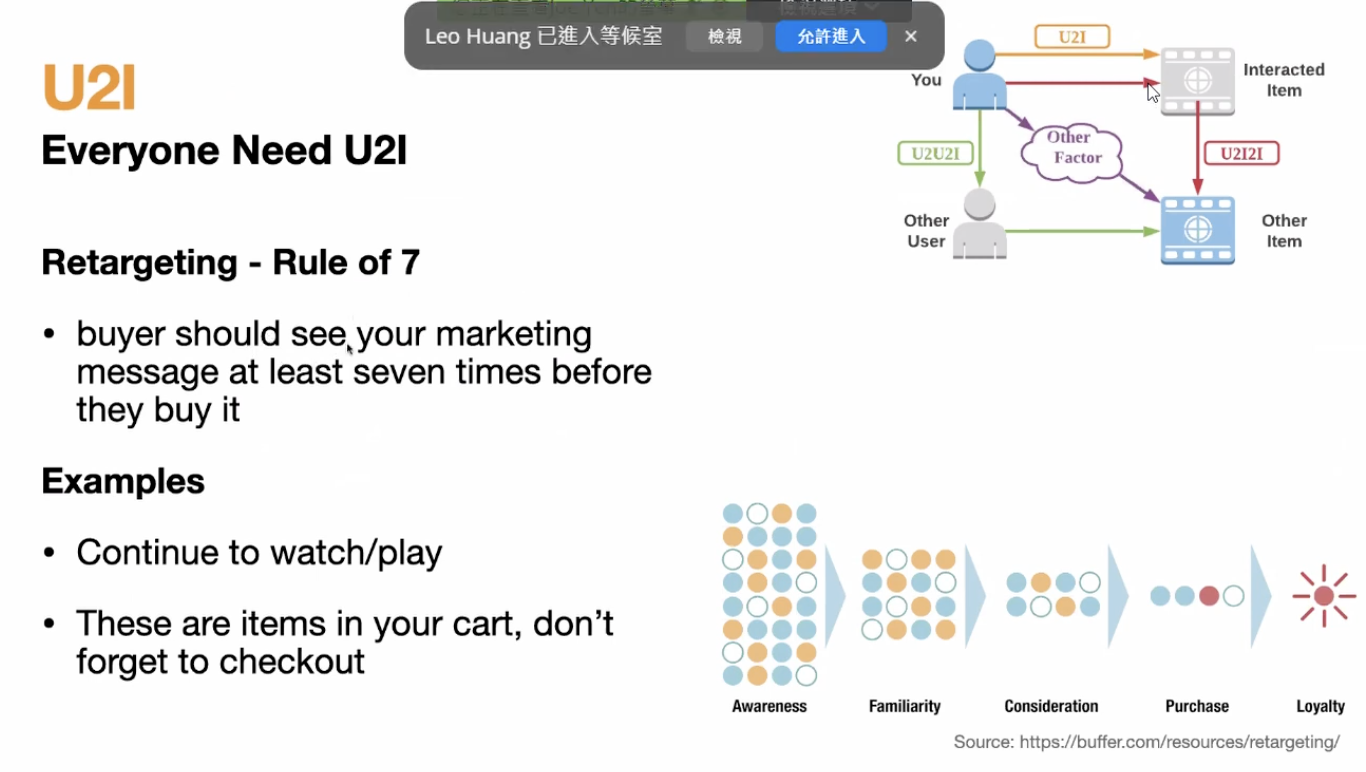 Leo Huang 已進入等候室
檢視
允許進入
U2I
Everyone Need U2I
Retargeting - Rule of 7
• buyer should see your marketing
message at least seven times before
they buy it
Examples
• Continue to watch/play
• These are items in your cart, don't
forget to checkout
U2I
You
Interacted
Item
U2U2I
Other
Factor
U2I2I
Other
User
Other
Item
Awareness
Familiarity
Consideration
Purchase
Loyalty
Source: https://buffer.com/resources/retargeting/